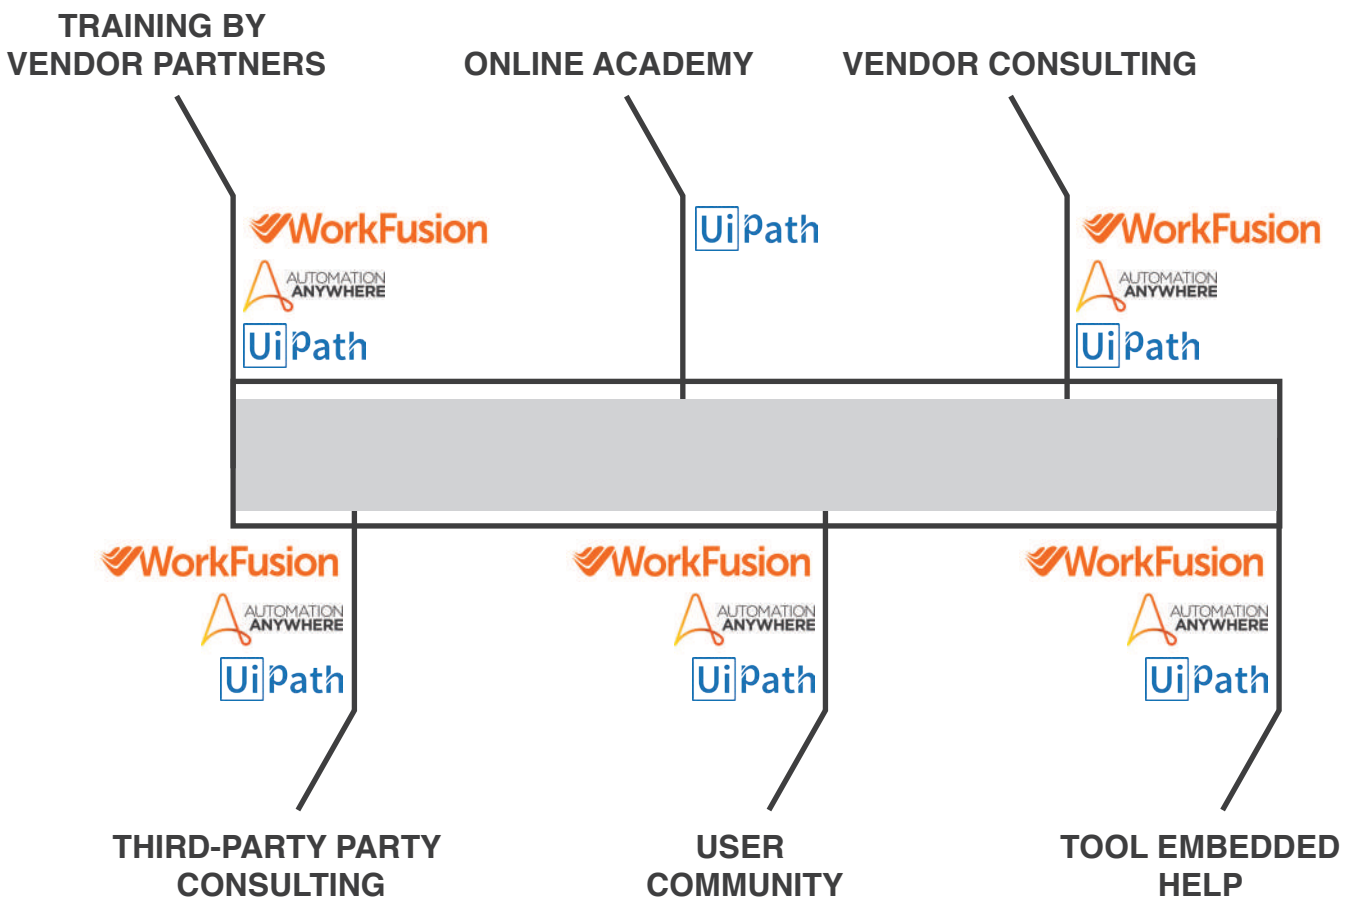 TRAINING BY
VENDOR PARTNERS
ONLINE ACADEMY
VENDOR CONSULTING
WorkFusion
AUTOMATION
ANYWHERE
UiPath
UiPath
WorkFusion
AUTOMATION
ANYWHERE
UiPath
WorkFusion
AUTOMATION
ANYWHERE
UiPath
WorkFusion
AUTOMATION
ANYWHERE
UiPath
WorkFusion
AUTOMATION
ANYWHERE
UiPath
THIRD-PARTY PARTY
CONSULTING
USER
COMMUNITY
TOOL EMBEDDED
HELP